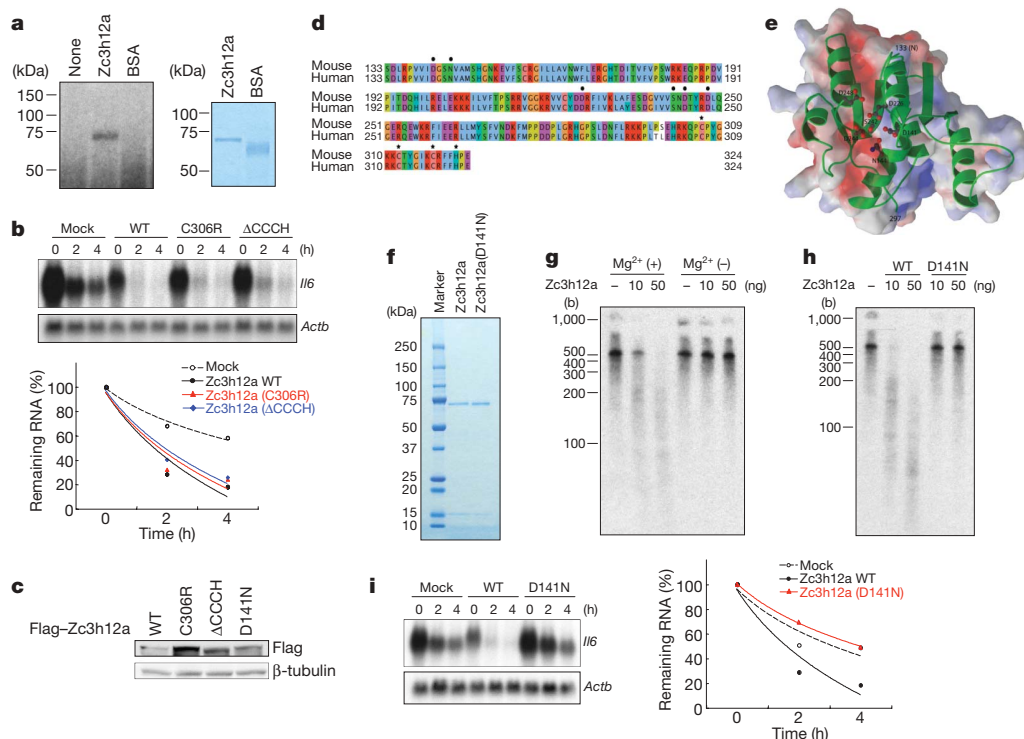 a
None
Zc3h12a
BSA
(kDa)
150
100
75
50
(kDa)
Zc3h12a
BSA
150
100
75
50
b
Mock WT C306R ΔCCCH
0 2 4 0 2 4 0 2 4 0 2 4 (h)
Il6
Actb
Remaining RNA (%)
100
80
60
40
20
0
0 2 4
Time (h)
Mock
Zc3h12a WT
Zc3h12a (C306R)
Zc3h12a (ΔCCCH)
c
Flag–Zc3h12a
WT
C306R
ΔCCCH
D141N
Flag
β-tubulin
d
Mouse 133 191
Human 133 191
Mouse 192 250
Human 192 250
Mouse 251 309
Human 251 309
Mouse 310 KKCTYGIKCRFFHPE 324
Human 310 KKCTYGIKCRFFHPE 324
e
133 (N)
297
f
Marker
Zc3h12a
Zc3h12a(D141N)
(kDa)
250
150
100
75
50
37
25
20
15
10
g
Mg2+ (+) Mg2+ (–)
Zc3h12a – 10 50 – 10 50 (ng)
(b)
1,000
500
400
300
200
100
h
WT D141N
Zc3h12a – 10 50 10 50 (ng)
(b)
1,000
500
400
300
200
100
i
Mock WT D141N
0 2 4 0 2 4 0 2 4 (h)
Il6
Actb
Remaining RNA (%)
100
80
60
40
20
0
0 2 4
Time (h)
Mock
Zc3h12a WT
Zc3h12a (D141N)